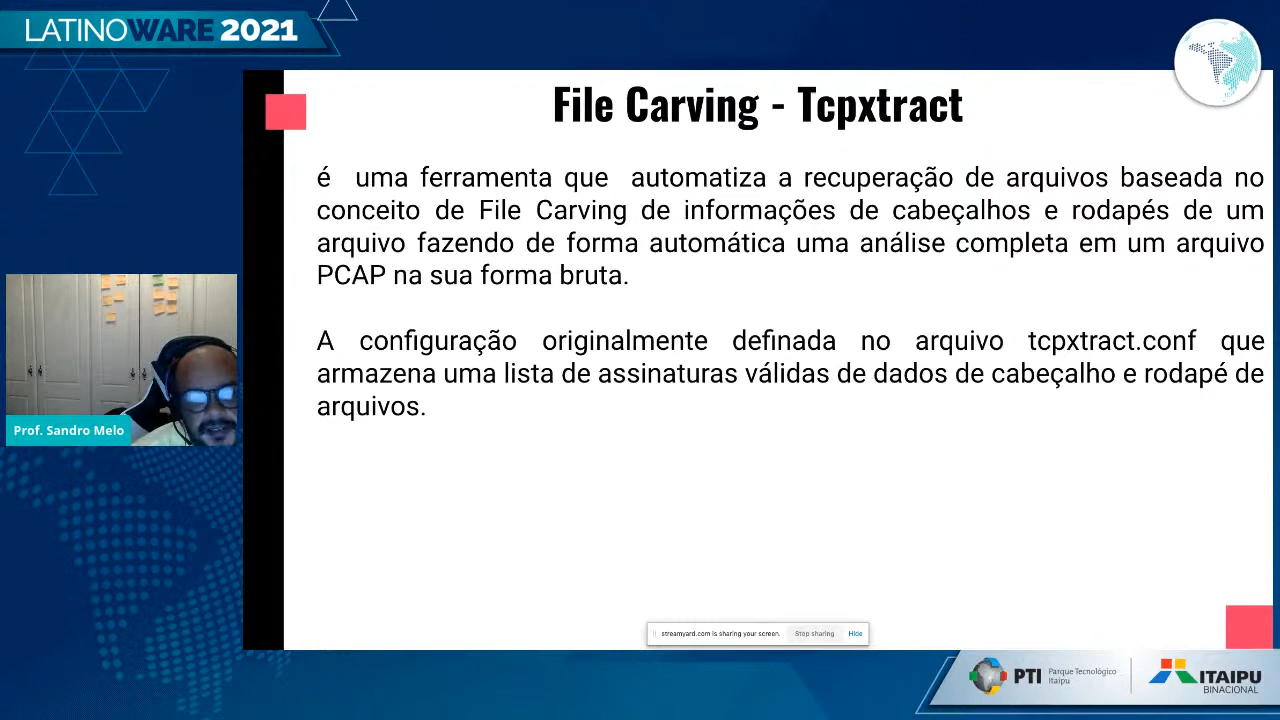 LATINOWARE 2021
File Carving - Tcpxtract
é uma ferramenta que automatiza a recuperação de arquivos baseada no
conceito de File Carving de informações de cabeçalhos e rodapés de um
arquivo fazendo de forma automática uma análise completa em um arquivo
PCAP na sua forma bruta.
A configuração originalmente definada no arquivo tcpxtract.conf que
armazena uma lista de assinaturas válidas de dados de cabeçalho e rodapé de
arquivos.
Prof. Sandro Melo
streamyard.com is sharing your screen. Stop sharing Hide
PTI Parque Tecnológico
Itaipu
ITAIPU
BINACIONAL